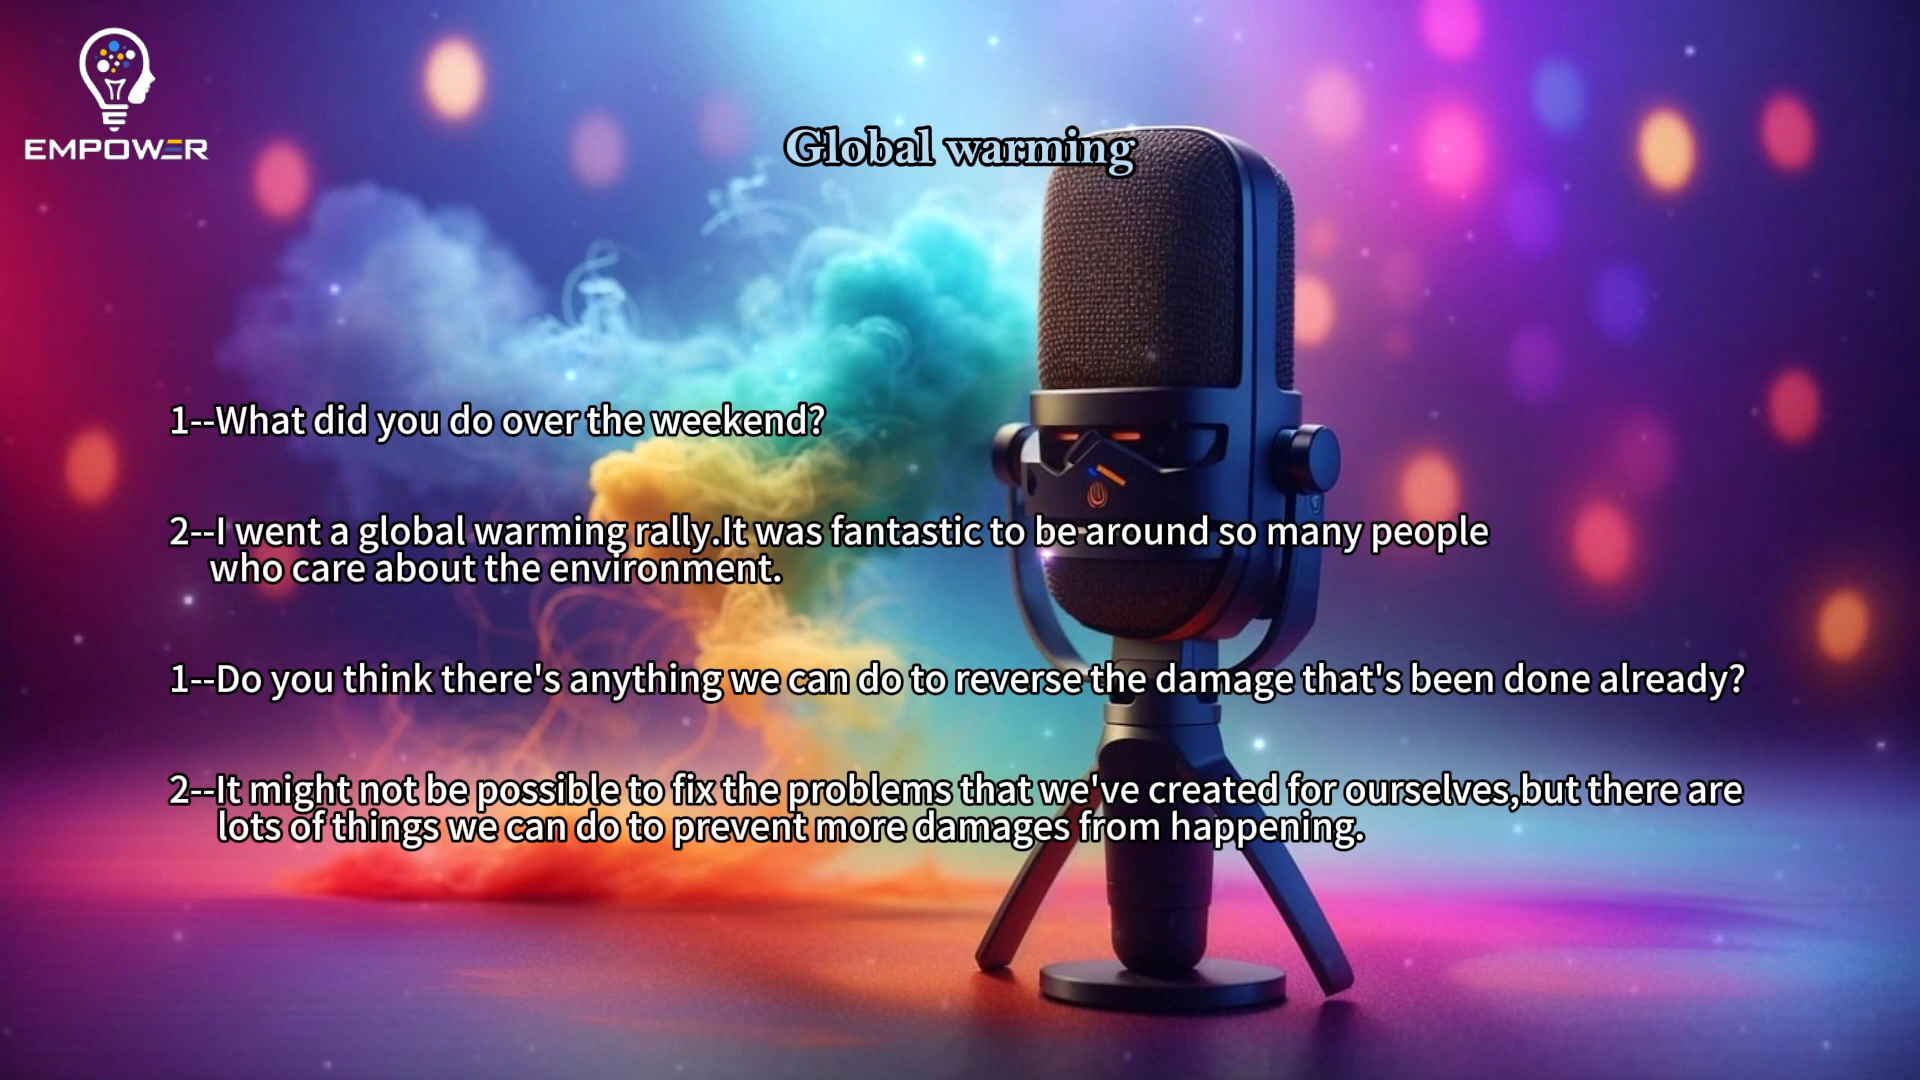 EMPOWER
Global warming
1--What did you do over the weekend?
2--I went a global warming rally.It was fantastic to be around so many people
who care about the environment.
1--Do you think there's anything we can do to reverse the damage that's been done already?
2--It might not be possible to fix the problems that we've created for ourselves,but there are
lots of things we can do to prevent more damages from happening.